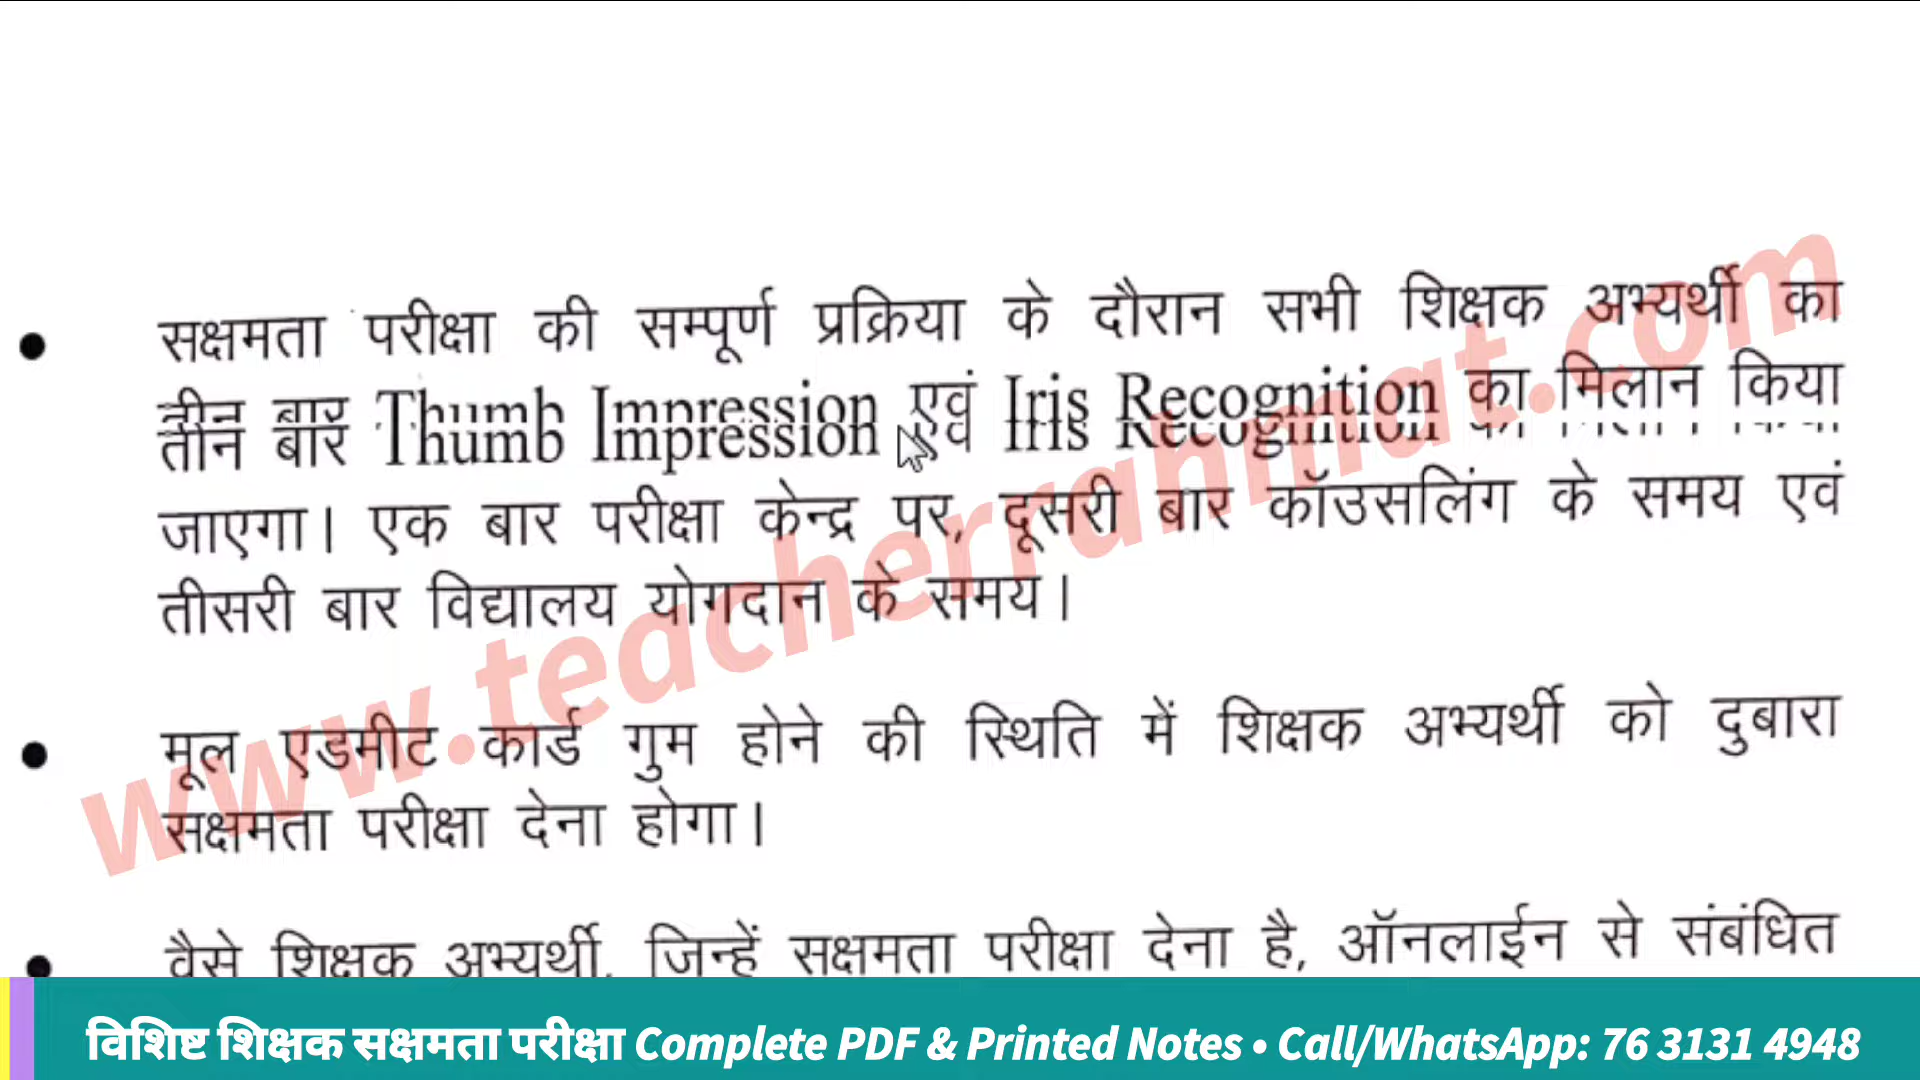 • सक्षमता परीक्षा की सम्पूर्ण प्रक्रिया के दौरान सभी शिक्षक अभ्यर्थी का
तीन बार Thumb Impression एवं Iris Recognition का मिलान किया
जाएगा। एक बार परीक्षा केन्द्र पर, दूसरी बार कॉउसलिंग के समय एवं
तीसरी बार विद्यालय योगदान के समय।
• मूल एडमीट कार्ड गुम होने की स्थिति में शिक्षक अभ्यर्थी को दुबारा
सक्षमता परीक्षा देना होगा।
• वैसे शिक्षक अभ्यर्थी, जिन्हें सक्षमता परीक्षा देना है, ऑनलाईन से संबंधित
www.teacherrahmat.com
विशिष्ट शिक्षक सक्षमता परीक्षा Complete PDF & Printed Notes • Call/WhatsApp: 76 3131 4948